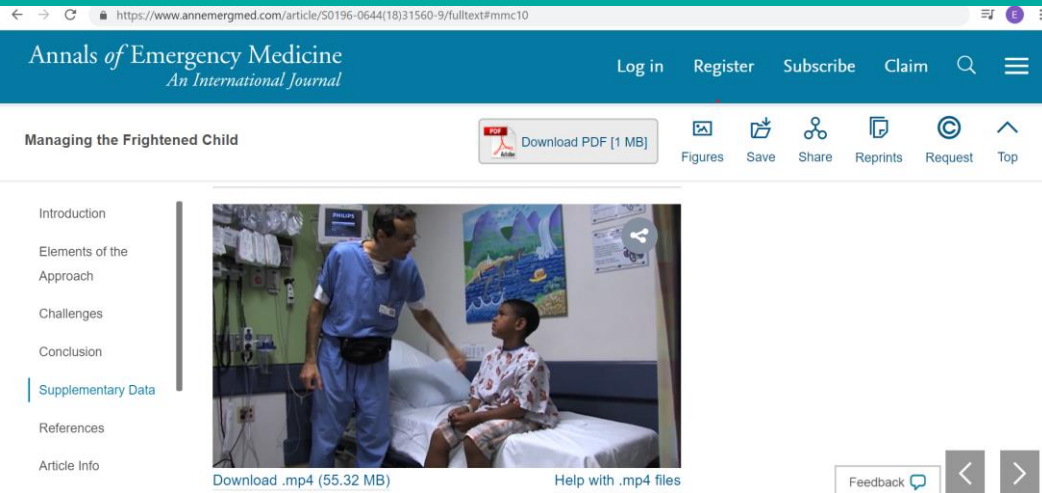 https://www.annemergmed.com/article/S0196-0644(18)31560-9/fulltext#mmc10
E
Annals of Emergency Medicine
An International Journal
Log in Register Subscribe Claim
Managing the Frightened Child
PDF
Adobe
Download PDF [1 MB]
Figures Save Share Reprints Request Top
Introduction
Elements of the
Approach
Challenges
Conclusion
Supplementary Data
References
Article Info
PHILIPS
Download .mp4 (55.32 MB) Help with .mp4 files
Feedback